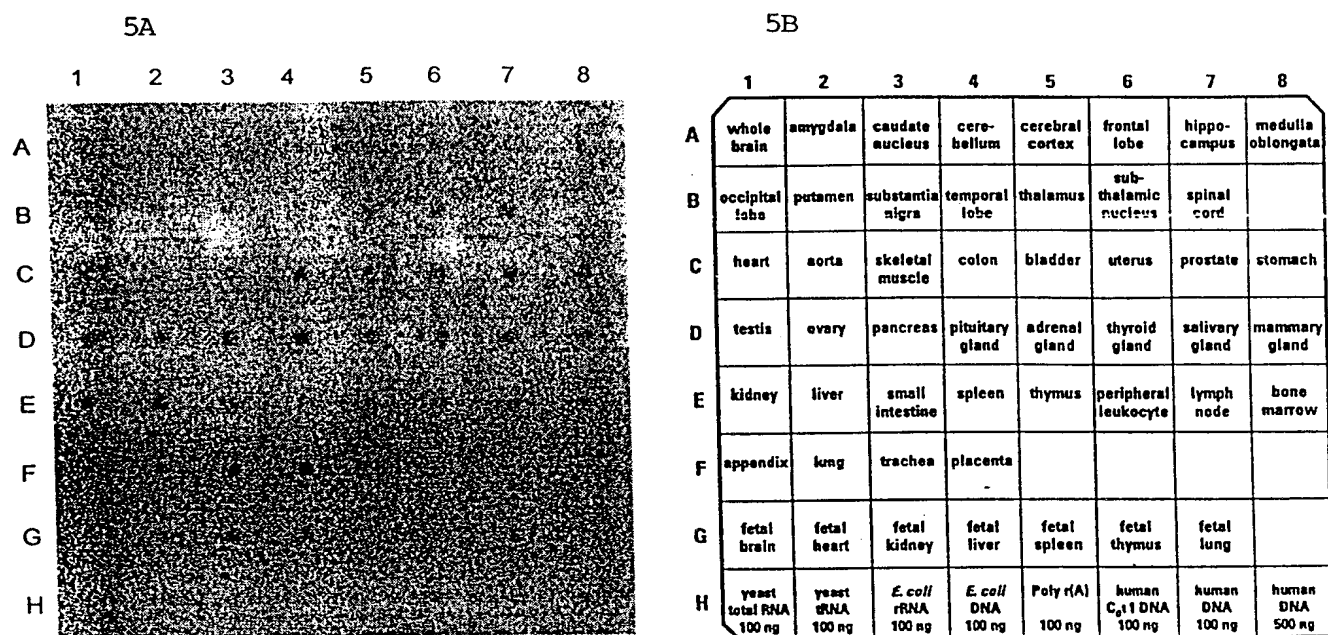 5A
5B
1 2 3 4 5 6 7 8
A
B
C
D
E
F
G
H
1 2 3 4 5 6 7 8
A
whole brain
amygdala
caudate nucleus
cere-
bellum
cerebral cortex
frontal lobe
hippo-
campus
medulla oblongata
B
occipital lobe
putamen
substantia nigra
temporal lobe
thalamus
sub-
thalamic
nucleus
spinal cord
C
heart
aorta
skeletal muscle
colon
bladder
uterus
prostate
stomach
D
testis
ovary
pancreas
pituitary gland
adrenal gland
thyroid gland
salivary gland
mammary gland
E
kidney
liver
small intestine
spleen
thymus
peripheral leukocyte
lymph node
bone marrow
F
appendix
lung
trachea
placenta
G
fetal brain
fetal heart
fetal kidney
fetal liver
fetal spleen
fetal thymus
fetal lung
H
yeast total RNA 100 ng
yeast tRNA 100 ng
E. coli rRNA 100 ng
E. coli DNA 100 ng
Poly r(A) 100 ng
human C₀t1 DNA 100 ng
human DNA 100 ng
human DNA 500 ng